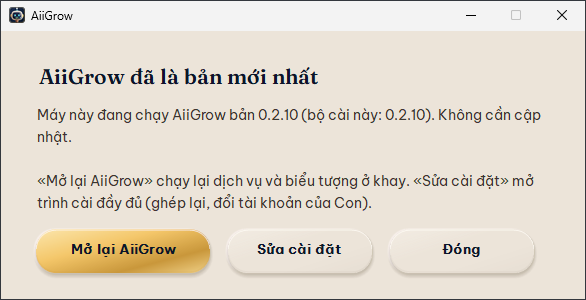 AiiGrow
AiiGrow đã là bản mới nhất
Máy này đang chạy AiiGrow bản 0.2.10 (bộ cài này: 0.2.10). Không cần cập
nhật.
«Mở lại AiiGrow» chạy lại dịch vụ và biểu tượng ở khay. «Sửa cài đặt» mở
trình cài đầy đủ (ghép lại, đổi tài khoản của Con).
Mở lại AiiGrow
Sửa cài đặt
Đóng